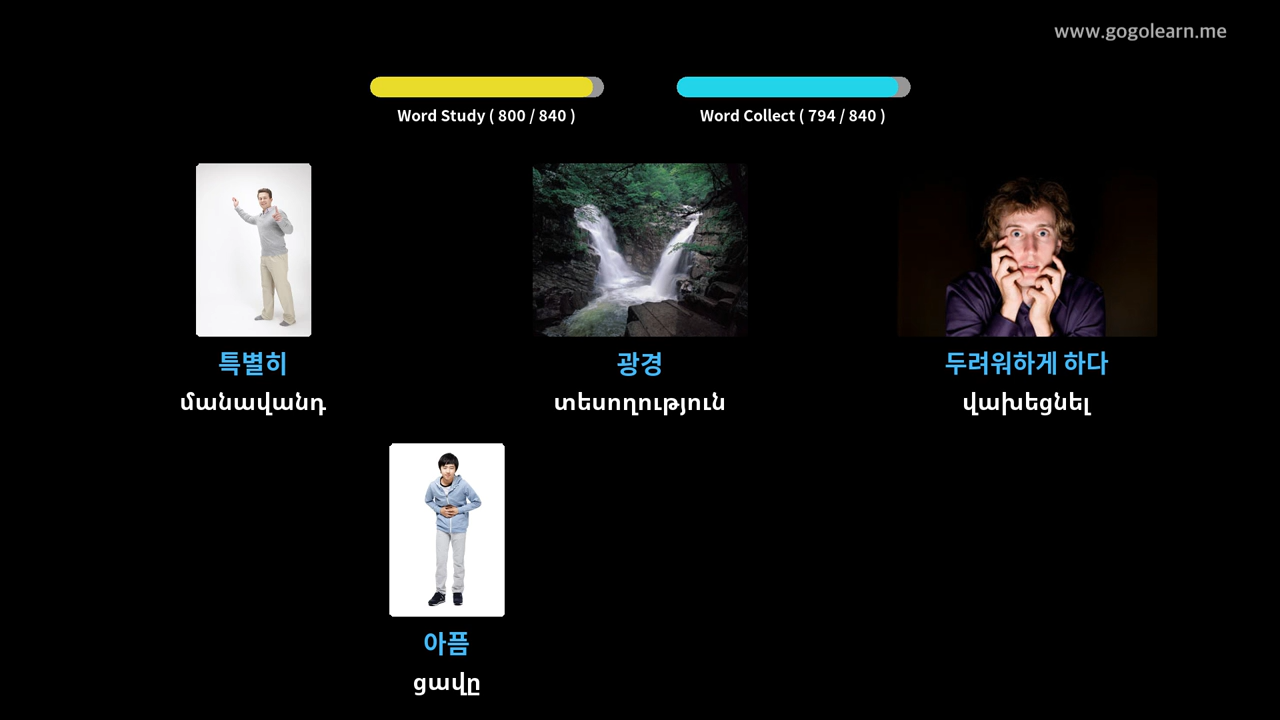 www.gogolearn.me
Word Study ( 800 / 840 )
Word Collect ( 794 / 840 )
특별히
մանավանդ
광경
տեսողություն
두려워하게 하다
վախեցնել
아픔
ցավը